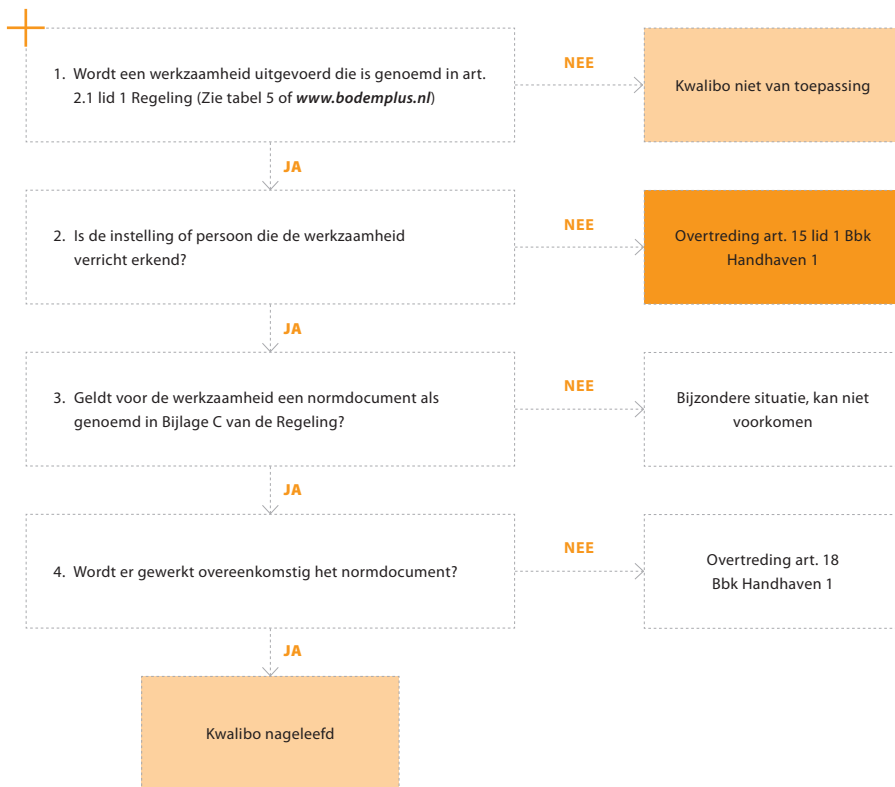 1. Wordt een werkzaamheid uitgevoerd die is genoemd in art.
2.1 lid 1 Regeling (Zie tabel 5 of www.bodemplus.nl)
NEE
Kwalibo niet van toepassing
JA
2. Is de instelling of persoon die de werkzaamheid
verricht erkend?
NEE
Overtreding art. 15 lid 1 Bbk
Handhaven 1
JA
3. Geldt voor de werkzaamheid een normdocument als
genoemd in Bijlage C van de Regeling?
NEE
Bijzondere situatie, kan niet
voorkomen
JA
4. Wordt er gewerkt overeenkomstig het normdocument?
NEE
Overtreding art. 18
Bbk Handhaven 1
JA
Kwalibo nageleefd